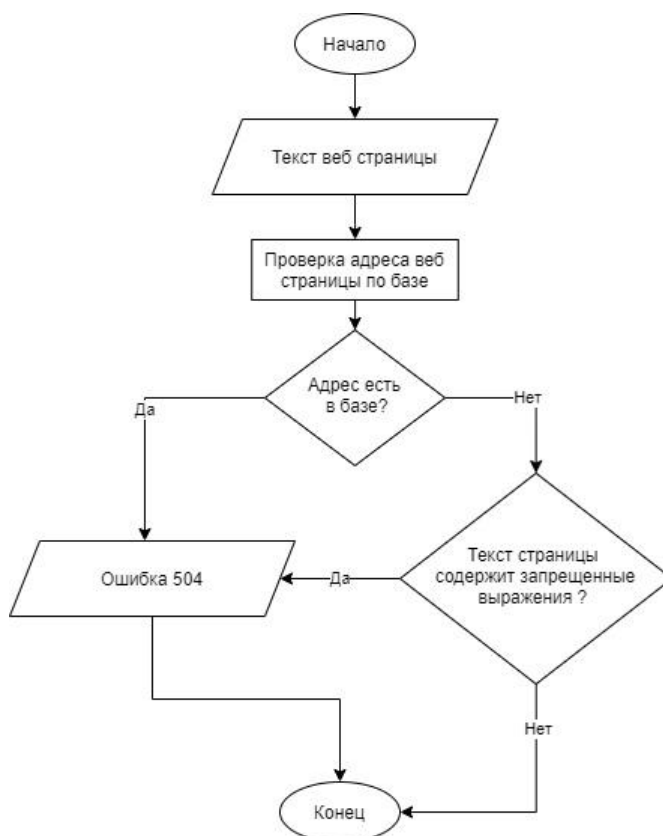 Начало
Текст веб страницы
Проверка адреса веб
страницы по базе
Адрес есть
в базе?
Да
Нет
Текст страницы
содержит запрещенные
выражения ?
Да
Ошибка 504
Нет
Конец